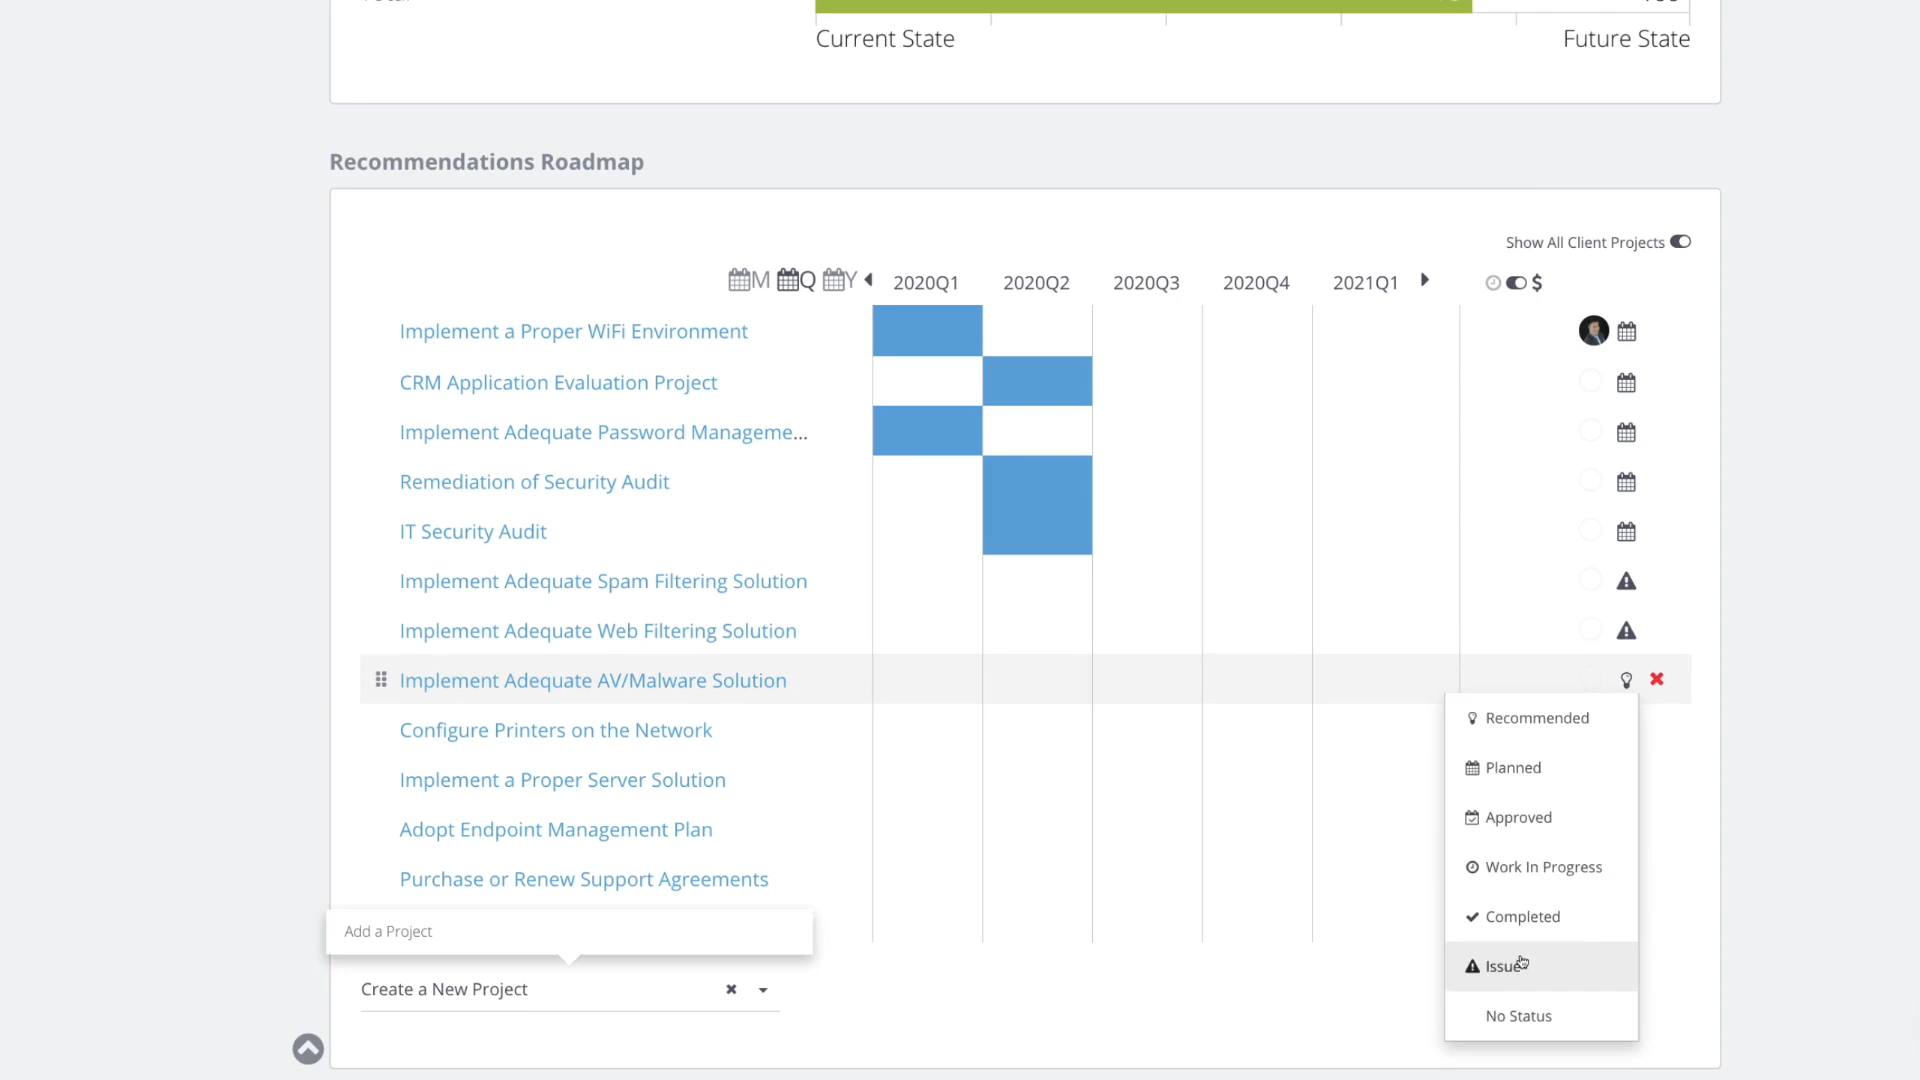 Current State Future State
Recommendations Roadmap
Show All Client Projects
M Q Y 2020Q1 2020Q2 2020Q3 2020Q4 2021Q1 $
Implement a Proper WiFi Environment
CRM Application Evaluation Project
Implement Adequate Password Manageme...
Remediation of Security Audit
IT Security Audit
Implement Adequate Spam Filtering Solution
Implement Adequate Web Filtering Solution
Implement Adequate AV/Malware Solution
Configure Printers on the Network
Implement a Proper Server Solution
Adopt Endpoint Management Plan
Purchase or Renew Support Agreements
Add a Project
Create a New Project
Recommended
Planned
Approved
Work In Progress
Completed
Issue
No Status